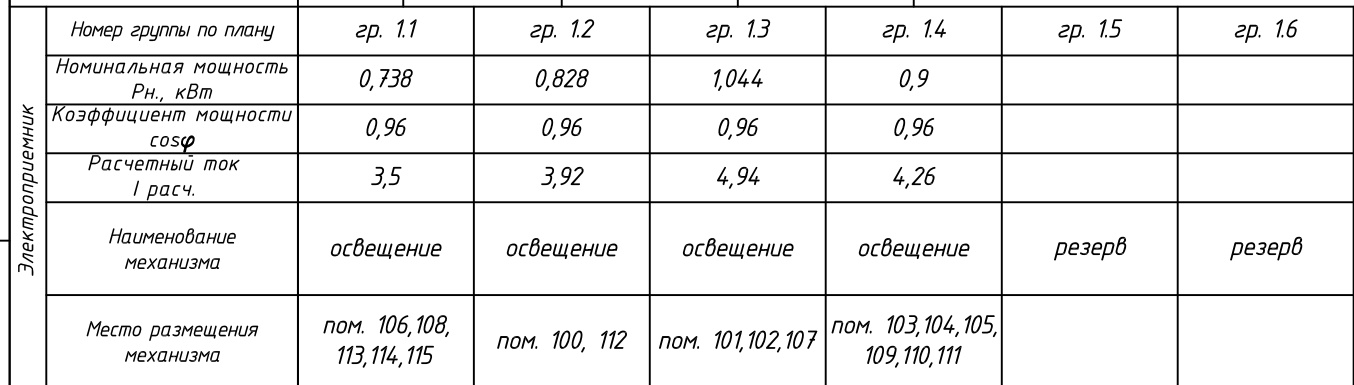 Электроприемник
Номер группы по плану гр. 1.1 гр. 1.2 гр. 1.3 гр. 1.4 гр. 1.5 гр. 1.6
Номинальная мощность
Рн., кВт 0,738 0,828 1,044 0,9
Коэффициент мощности
cosφ 0,96 0,96 0,96 0,96
Расчетный ток
I расч. 3,5 3,92 4,94 4,26
Наименование
механизма освещение освещение освещение освещение резерв резерв
Место размещения
механизма
пом. 106,108,
113,114,115
пом. 100, 112
пом. 101,102,107
пом. 103,104,105,
109,110,111